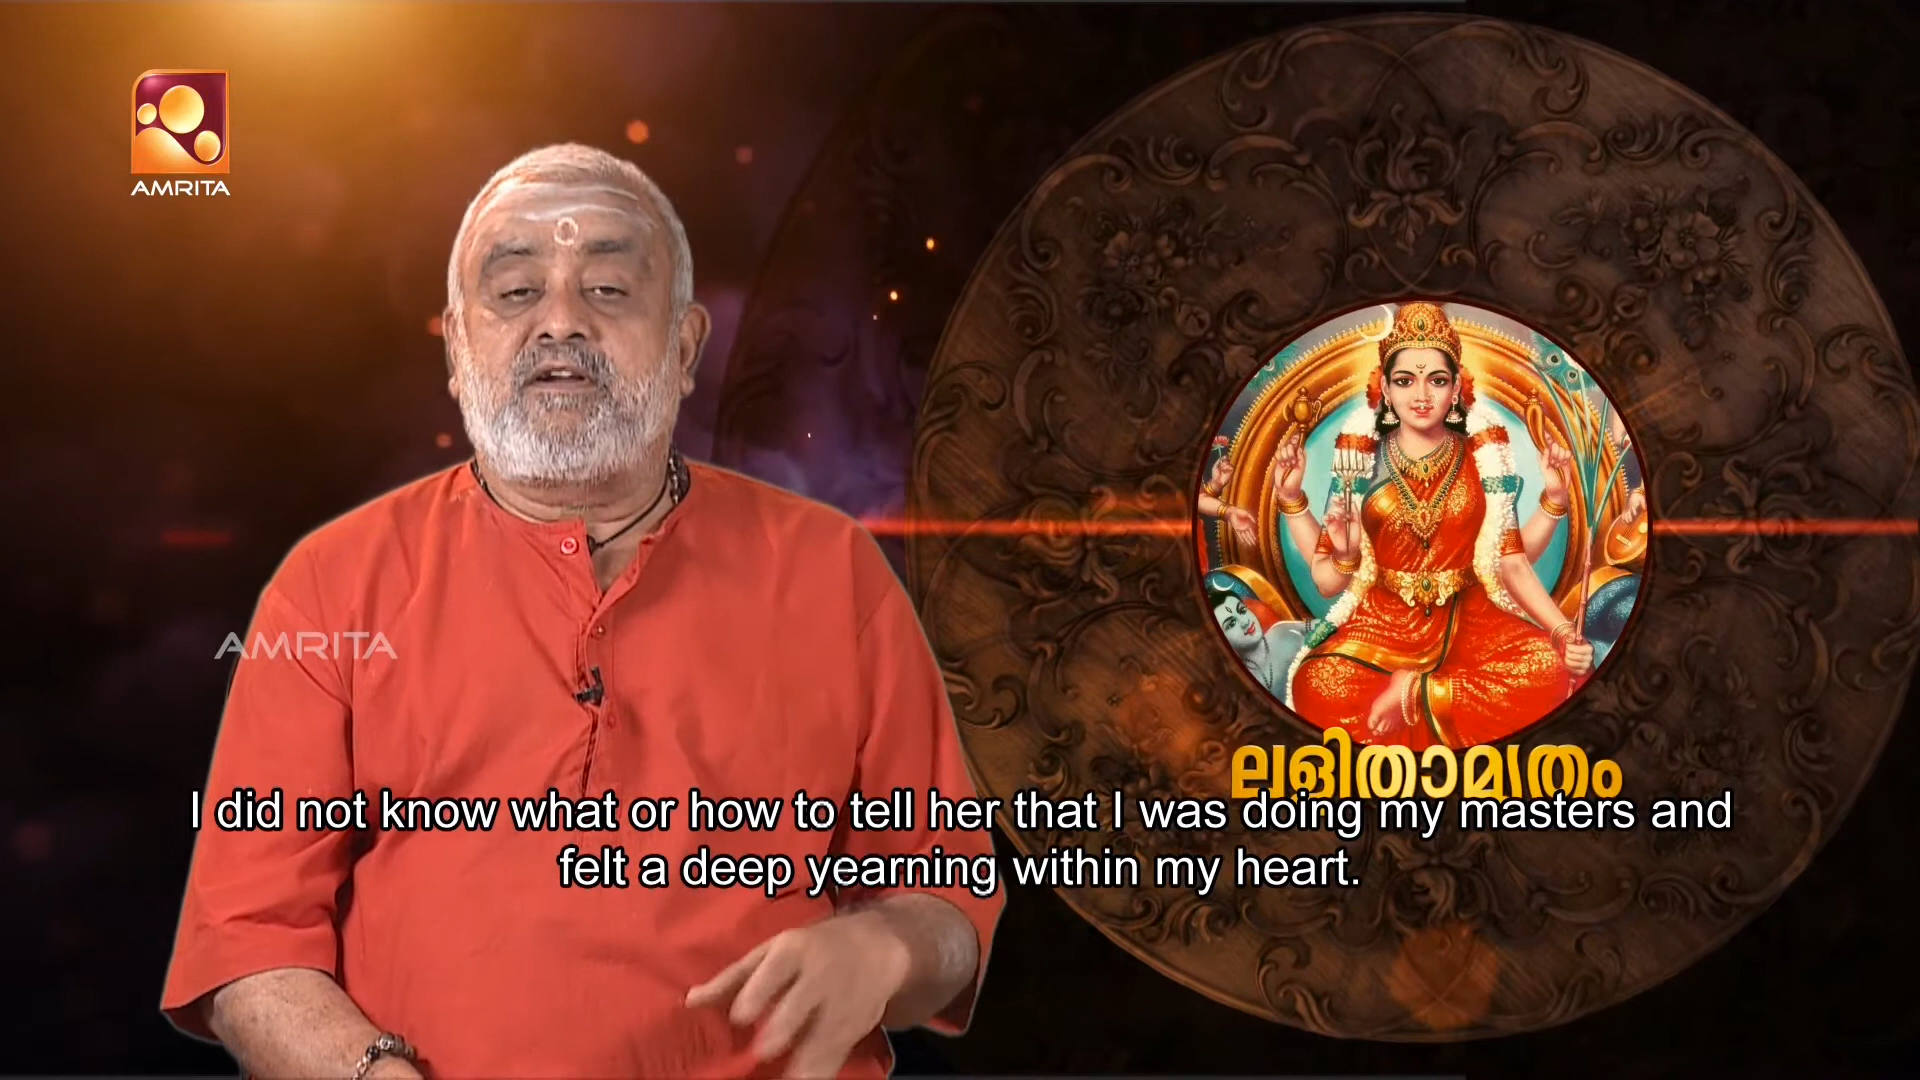 AMRITA
AMRITA
ലളിതാമൃതം
I did not know what or how to tell her that I was doing my masters and
felt a deep yearning within my heart.